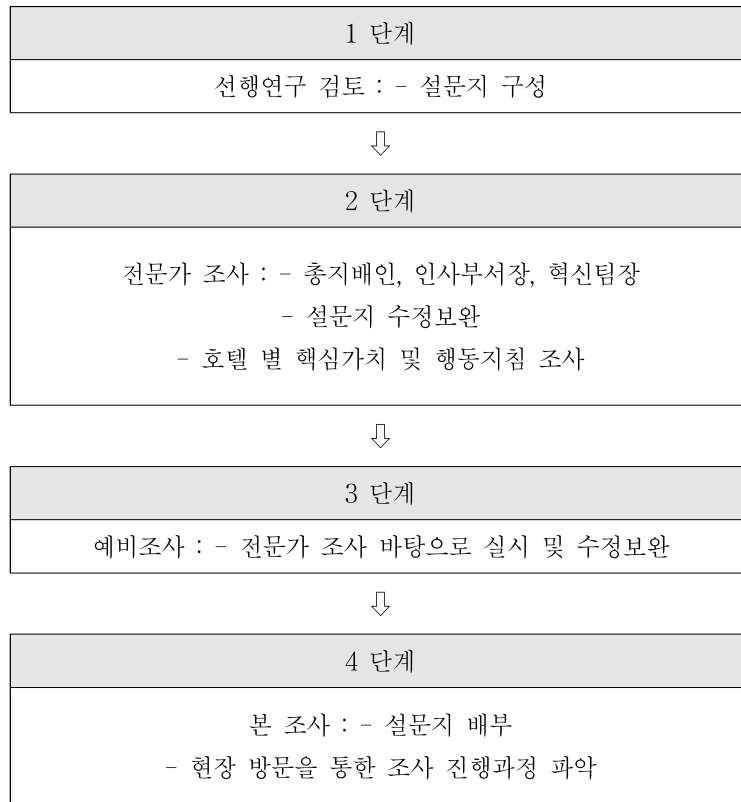 1 단계
선행연구 검토 : - 설문지 구성
⇩
2 단계
전문가 조사 : - 총지배인, 인사부서장, 혁신팀장
- 설문지 수정보완
- 호텔 별 핵심가치 및 행동지침 조사
⇩
3 단계
예비조사 : - 전문가 조사 바탕으로 실시 및 수정보완
⇩
4 단계
본 조사 : - 설문지 배부
- 현장 방문을 통한 조사 진행과정 파악